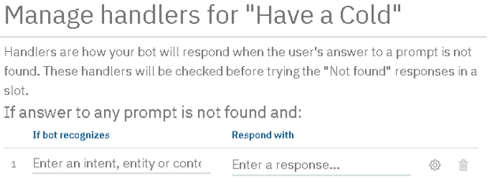 Manage handlers for "Have a Cold"
Handlers are how your bot will respond when the user's answer to a prompt is not
found. These handlers will be checked before trying the "Not found" responses in a
slot.
If answer to any prompt is not found and:
If bot recognizes Respond with
1 Enter an intent, entity or conte Enter a response...